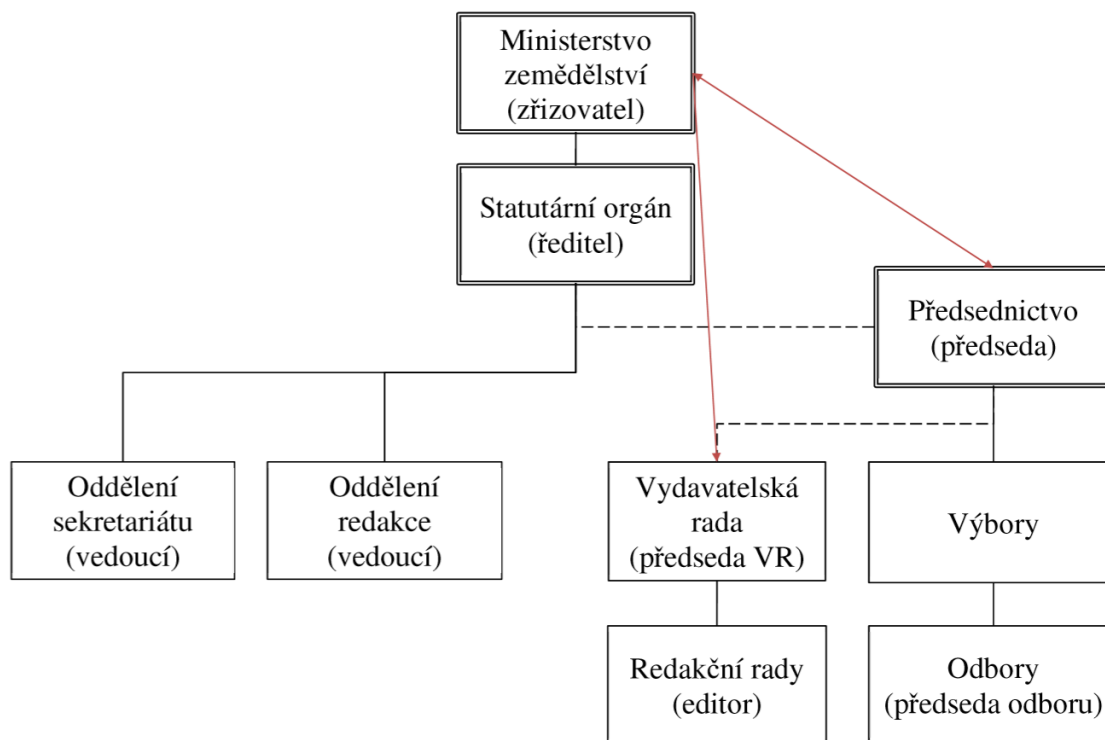 Ministerstvo
zemědělství
(zřizovatel)
Statutární orgán
(ředitel)
Předsednictvo
(předseda)
Oddělení
sekretariátu
(vedoucí)
Oddělení
redakce
(vedoucí)
Vydavatelská
rada
(předseda VR)
Výbory
Redakční rady
(editor)
Odbory
(předseda odboru)